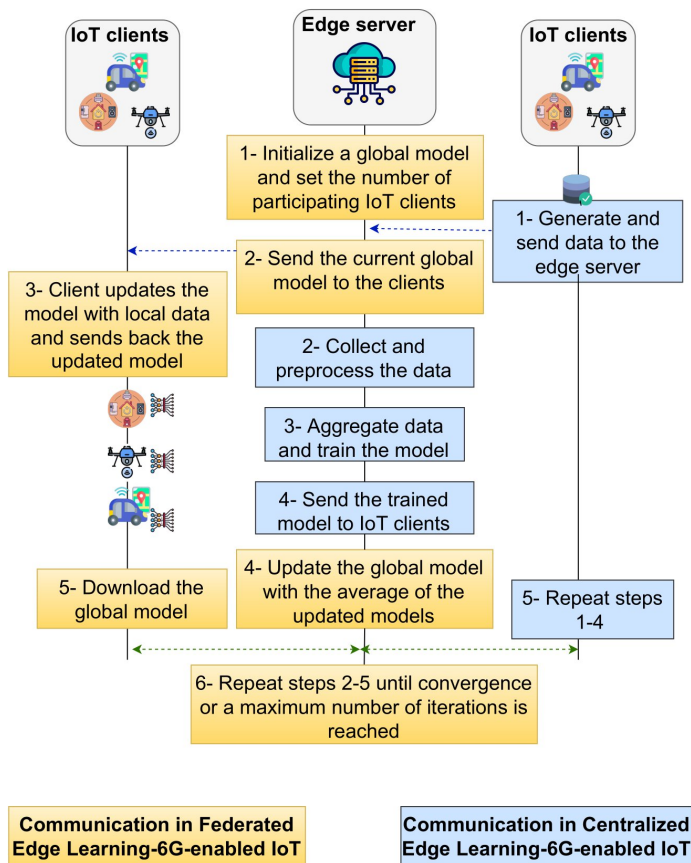 IoT clients
Edge server
IoT clients
1- Initialize a global model
and set the number of
participating IoT clients
1- Generate and
send data to the
edge server
2- Send the current global
model to the clients
3- Client updates the
model with local data
and sends back the
updated model
2- Collect and
preprocess the data
3- Aggregate data
and train the model
4- Send the trained
model to IoT clients
4- Update the global model
with the average of the
updated models
5- Download the
global model
5- Repeat steps
1-4
6- Repeat steps 2-5 until convergence
or a maximum number of iterations is
reached
Communication in Federated
Edge Learning-6G-enabled IoT
Communication in Centralized
Edge Learning-6G-enabled IoT